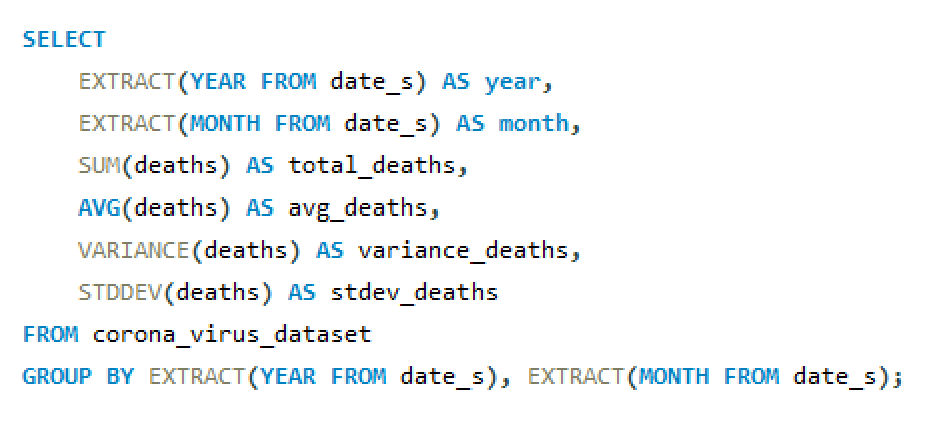 SELECT
EXTRACT(YEAR FROM date_s) AS year,
EXTRACT(MONTH FROM date_s) AS month,
SUM(deaths) AS total_deaths,
AVG(deaths) AS avg_deaths,
VARIANCE(deaths) AS variance_deaths,
STDDEV(deaths) AS stdev_deaths
FROM corona_virus_dataset
GROUP BY EXTRACT(YEAR FROM date_s), EXTRACT(MONTH FROM date_s);